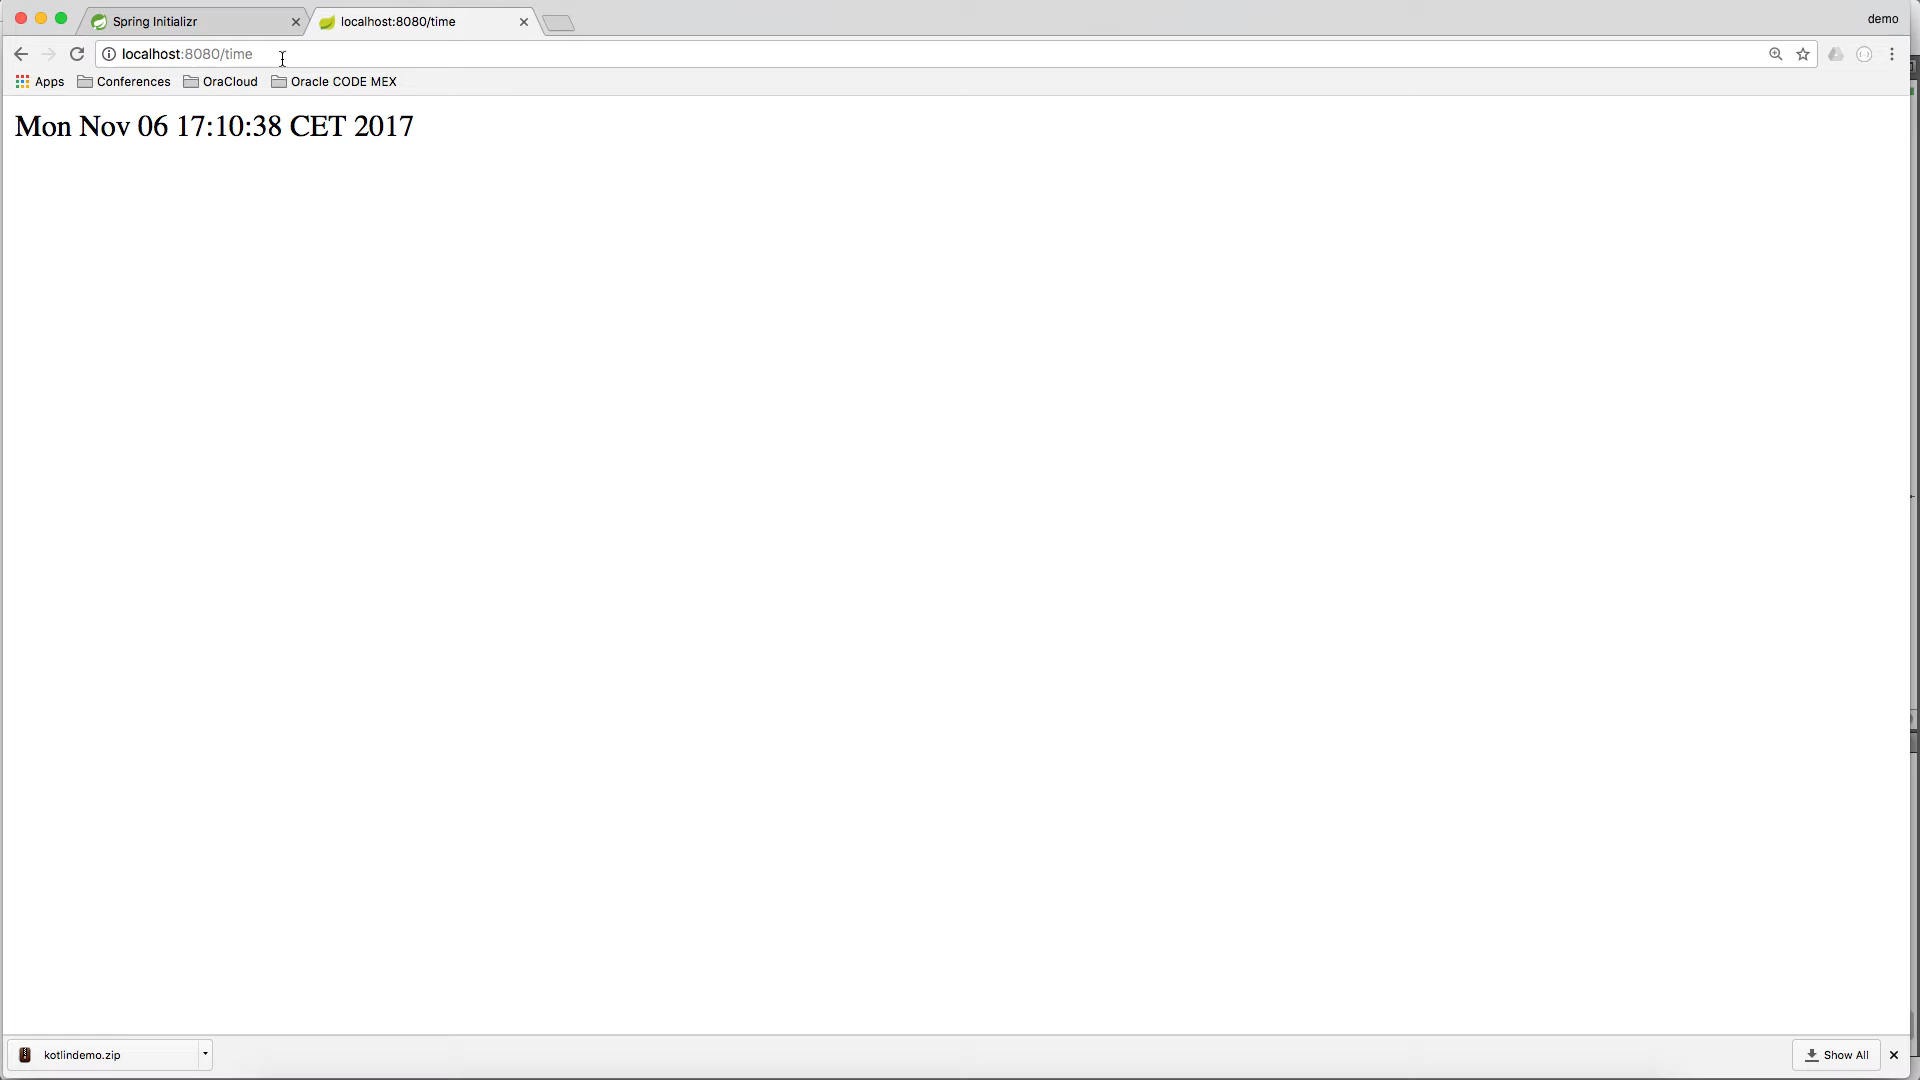 Spring Initializr
localhost:8080/time
demo
localhost:8080/time
Apps
Conferences
OraCloud
Oracle CODE MEX
Mon Nov 06 17:10:38 CET 2017
kotlindemo.zip
Show All